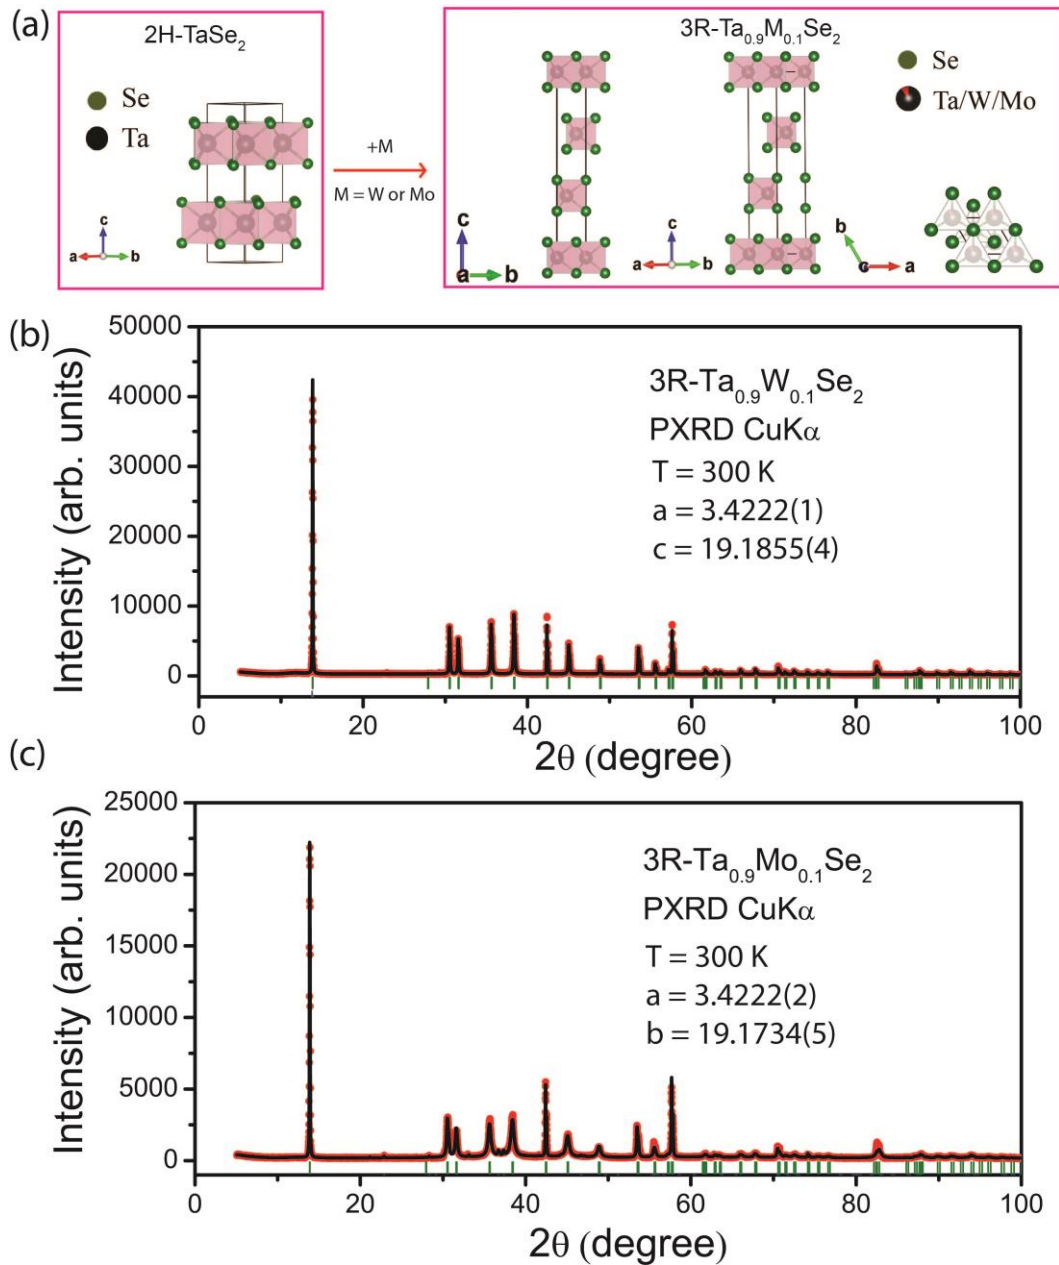 (a)
2H-TaSe₂
Se
Ta
c
a
b
+M
M = W or Mo
3R-Ta₀.₉M₀.₁Se₂
Se
Ta/W/Mo
c
a
b
c
a
b
b
c
a
(b)
Intensity (arb. units)
50000
40000
30000
20000
10000
0
3R-Ta₀.₉W₀.₁Se₂
PXRD CuKα
T = 300 K
a = 3.4222(1)
c = 19.1855(4)
0 20 40 60 80 100
2θ (degree)
(c)
Intensity (arb. units)
25000
20000
15000
10000
5000
0
3R-Ta₀.₉Mo₀.₁Se₂
PXRD CuKα
T = 300 K
a = 3.4222(2)
b = 19.1734(5)
0 20 40 60 80 100
2θ (degree)